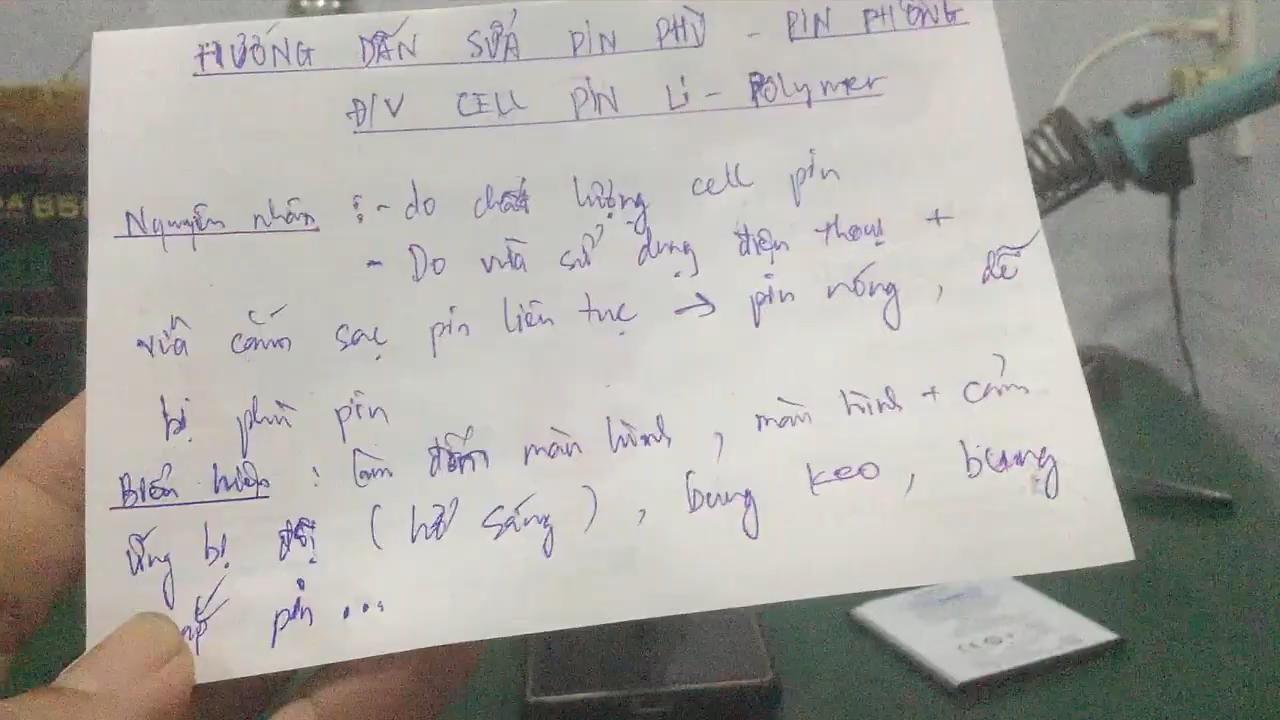 HƯỚNG DẪN SỬA PIN PHÙ - PIN PHỒNG
Đ/V CELL PIN Li - Polymer
Nguyên nhân : - do chất lượng cell pin
- Do vừa sử dụng điện thoại +
vừa cắm sạc pin liên tục → pin nóng, dễ
bị phù pin
Biểu hiện : làm màn hình, màn hình + cảm
ứng bị (hở sáng), bung keo, bung
nắp pin ...
CE